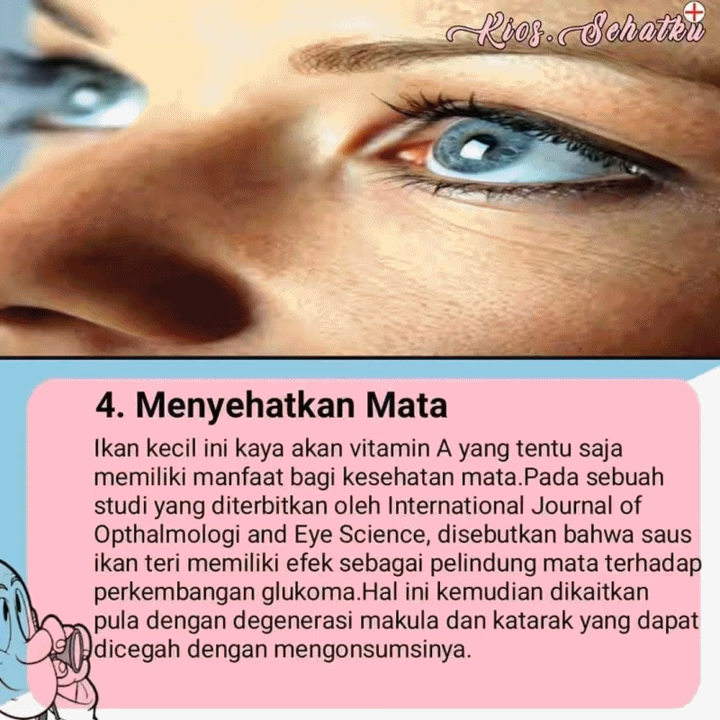 Kios.Sehatku
4. Menyehatkan Mata
Ikan kecil ini kaya akan vitamin A yang tentu saja
memiliki manfaat bagi kesehatan mata.Pada sebuah
studi yang diterbitkan oleh International Journal of
Opthalmologi and Eye Science, disebutkan bahwa saus
ikan teri memiliki efek sebagai pelindung mata terhadap
perkembangan glukoma.Hal ini kemudian dikaitkan
pula dengan degenerasi makula dan katarak yang dapat
dicegah dengan mengonsumsinya.